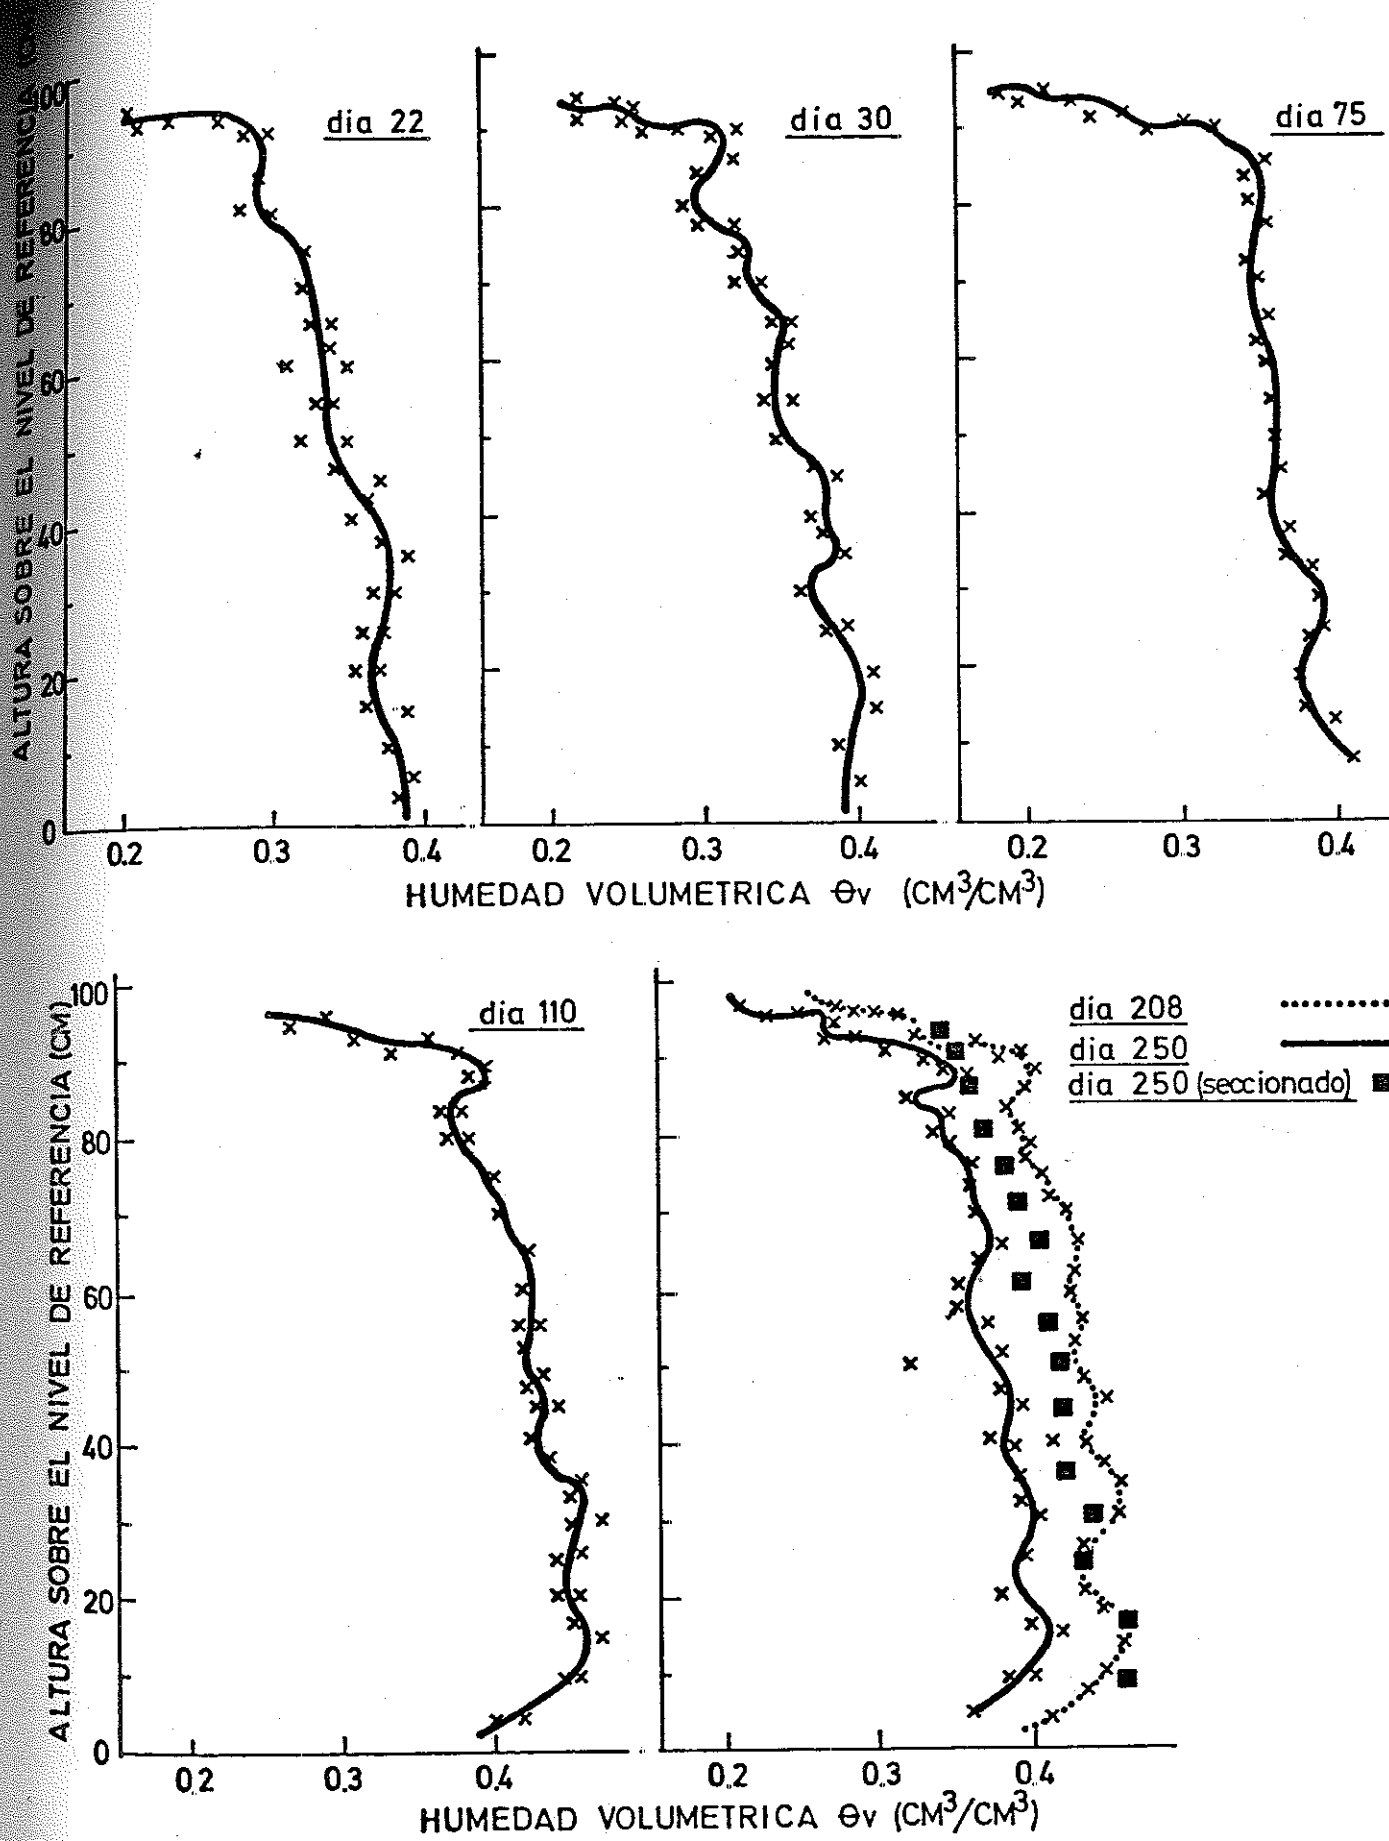 ALTURA SOBRE EL NIVEL DE REFERENCIA
100
80
60
40
20
0
dia 22
dia 30
dia 75
0.2 0.3 0.4 0.2 0.3 0.4 0.2 0.3 0.4
HUMEDAD VOLUMETRICA Θv (CM³/CM³)
ALTURA SOBRE EL NIVEL DE REFERENCIA (CM)
100
80
60
40
20
0
dia 110
dia 208
dia 250
dia 250 (seccionado)
0.2 0.3 0.4 0.2 0.3 0.4
HUMEDAD VOLUMETRICA Θv (CM³/CM³)